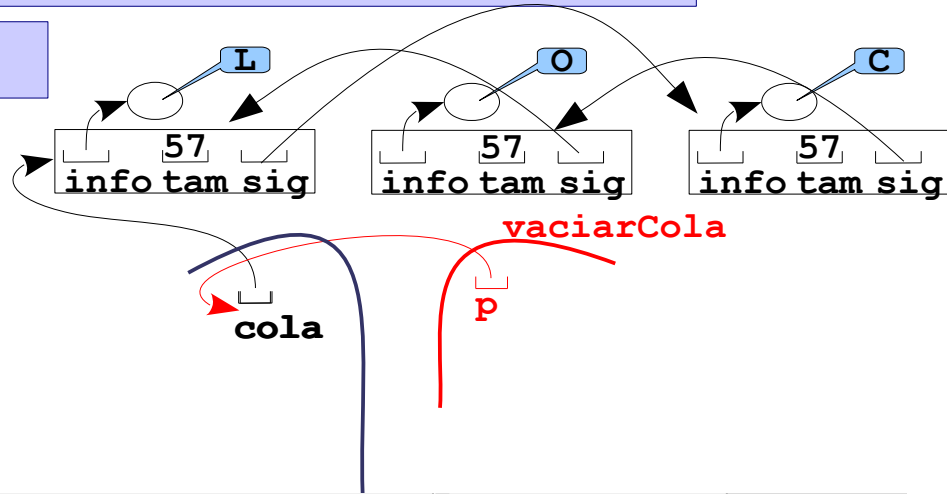 L O C
57 57 57
info tam sig info tam sig info tam sig
vaciarCola
p
cola